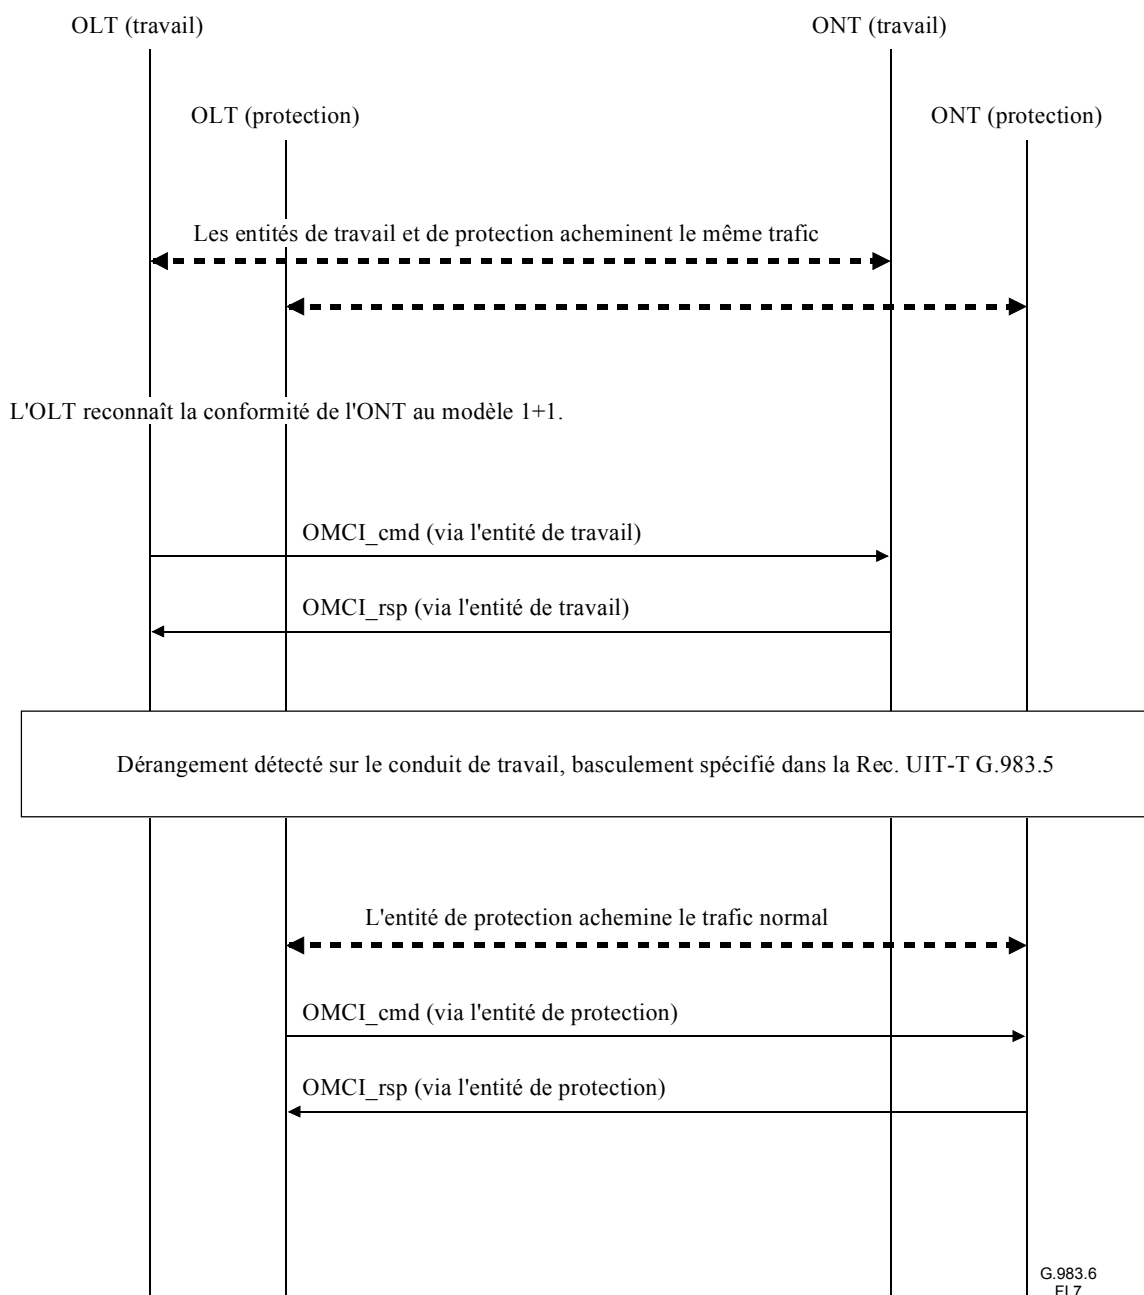 OLT (travail)
ONT (travail)
OLT (protection)
ONT (protection)
Les entités de travail et de protection acheminent le même trafic
L'OLT reconnaît la conformité de l'ONT au modèle 1+1.
OMCI_cmd (via l'entité de travail)
OMCI_rsp (via l'entité de travail)
Dérangement détecté sur le conduit de travail, basculement spécifié dans la Rec. UIT-T G.983.5
L'entité de protection achemine le trafic normal
OMCI_cmd (via l'entité de protection)
OMCI_rsp (via l'entité de protection)
G.983.6